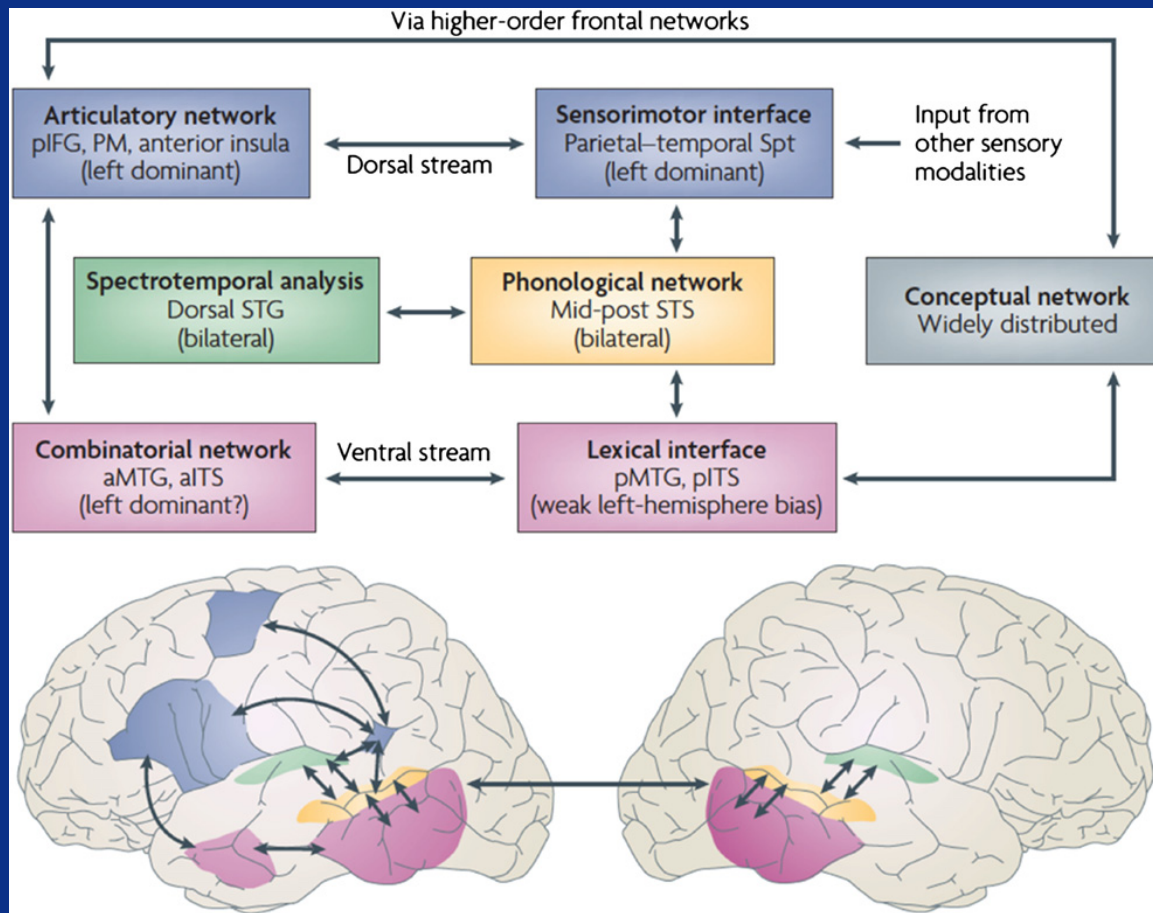 Via higher-order frontal networks
Articulatory network
pIFG, PM, anterior insula
(left dominant)
Dorsal stream
Sensorimotor interface
Parietal–temporal Spt
(left dominant)
Input from
other sensory
modalities
Spectrotemporal analysis
Dorsal STG
(bilateral)
Phonological network
Mid-post STS
(bilateral)
Conceptual network
Widely distributed
Combinatorial network
aMTG, aITS
(left dominant?)
Ventral stream
Lexical interface
pMTG, pITS
(weak left-hemisphere bias)